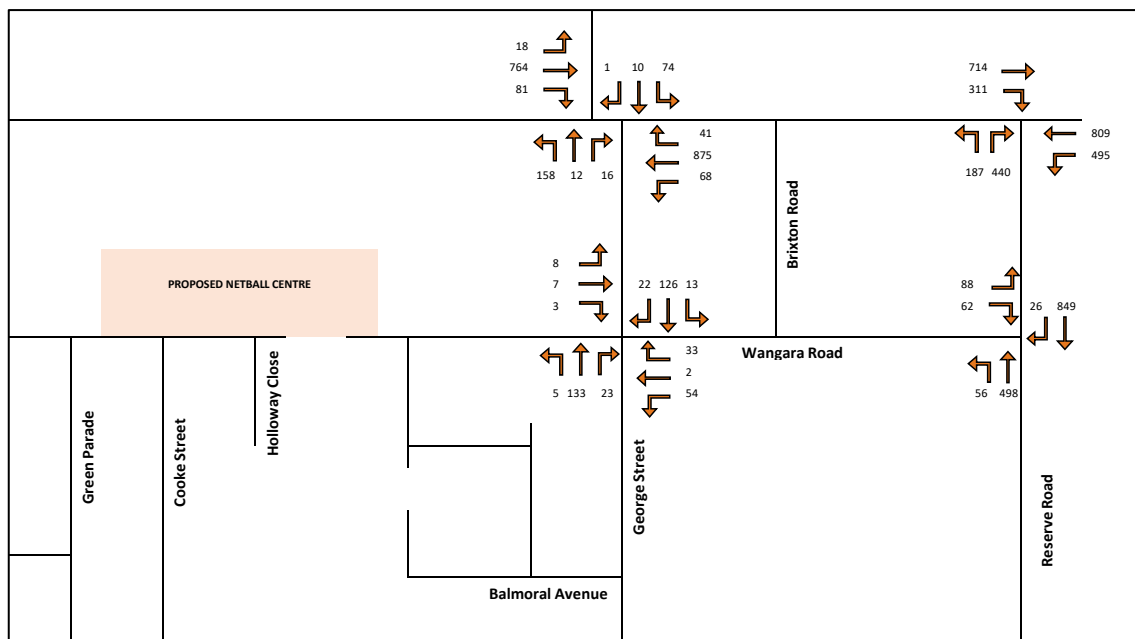 18
764
81
1 10 74
714
311
41
875
68
158 12 16
187 440
809
495
Brixton Road
PROPOSED NETBALL CENTRE
8
7
3
22 126 13
88
62
26 849
Wangara Road
33
2
54
5 133 23
56 498
Green Parade
Cooke Street
Holloway Close
George Street
Reserve Road
Balmoral Avenue